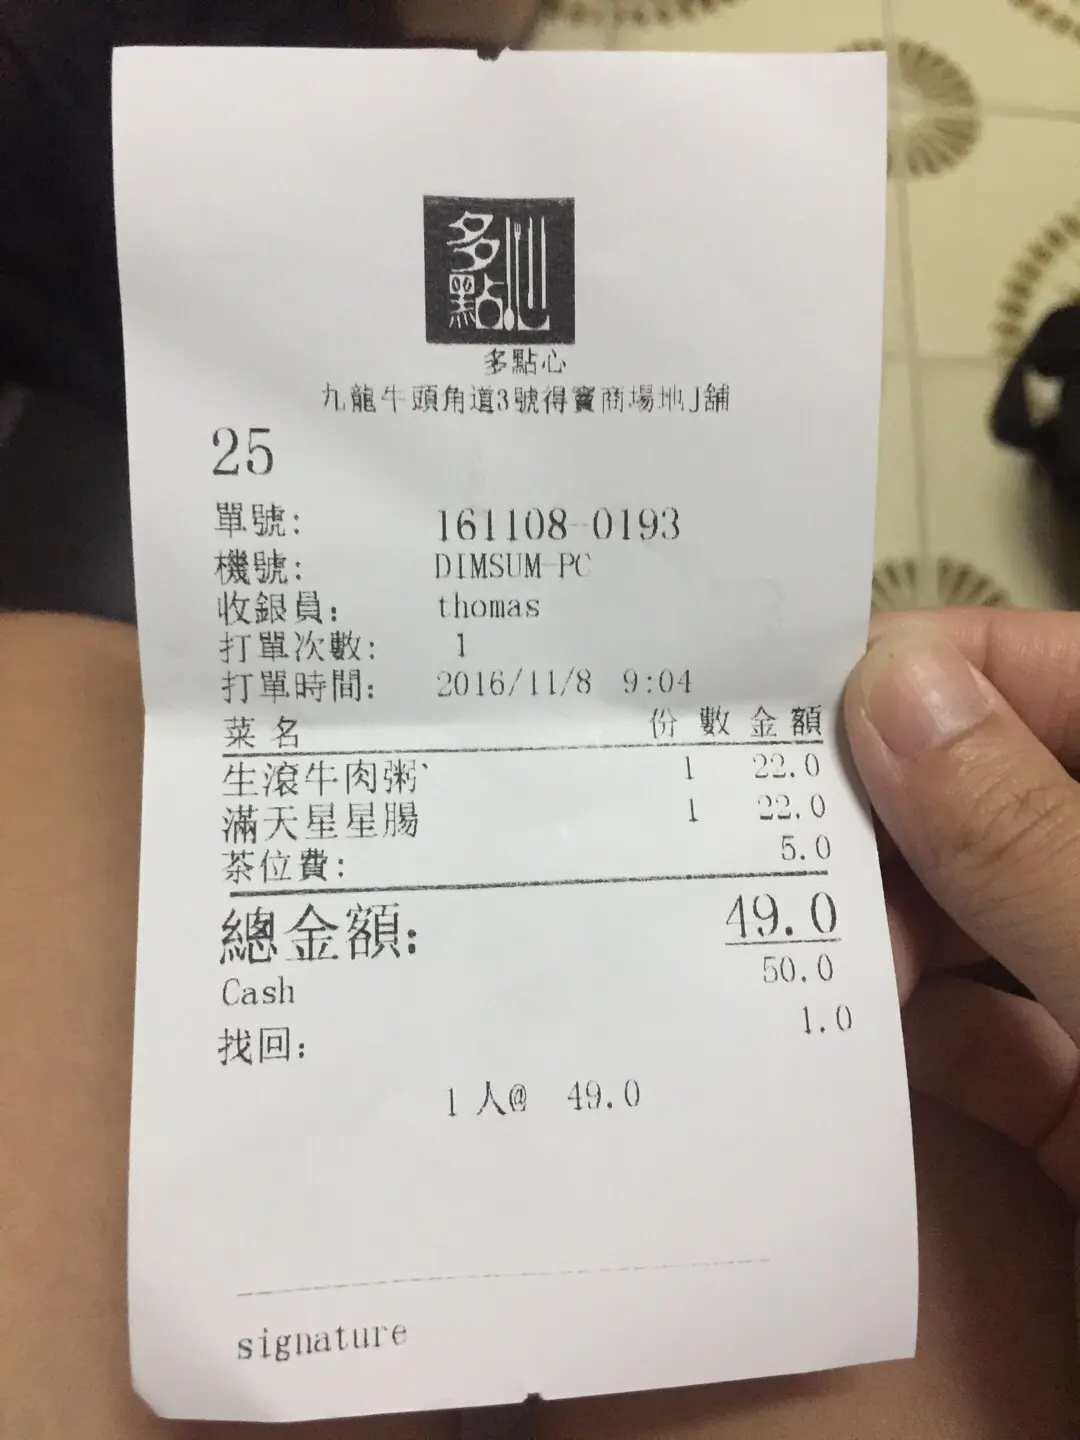 多點心
多點心
九龍牛頭角道3號得寶商場地J舖
25
單號: 161108-0193
機號: DIMSUM-PC
收銀員: thomas
打單次數: 1
打單時間: 2016/11/8 9:04
菜名 份數 金額
生滾牛肉粥` 1 22.0
滿天星星腸 1 22.0
茶位費: 5.0
總金額: 49.0
Cash 50.0
找回: 1.0
1 人@ 49.0
signature